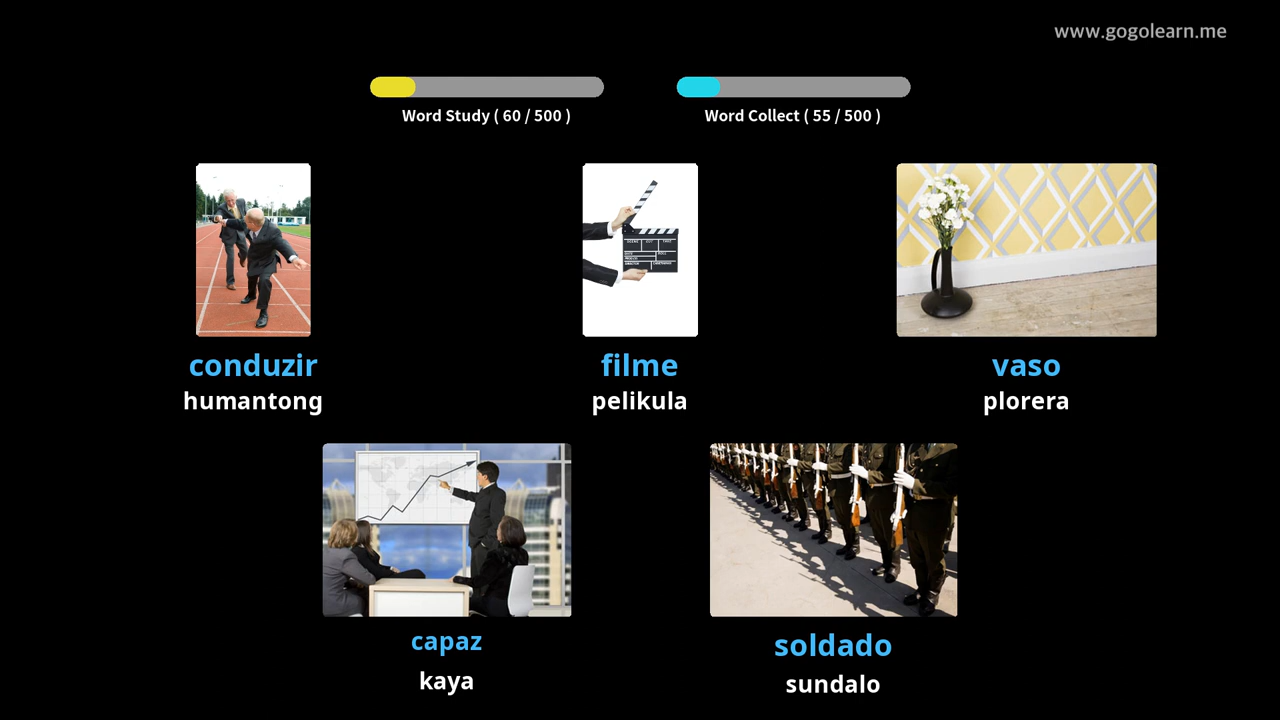 www.gogolearn.me
Word Study ( 60 / 500 )
Word Collect ( 55 / 500 )
conduzir
humantong
filme
pelikula
vaso
plorera
capaz
kaya
soldado
sundalo